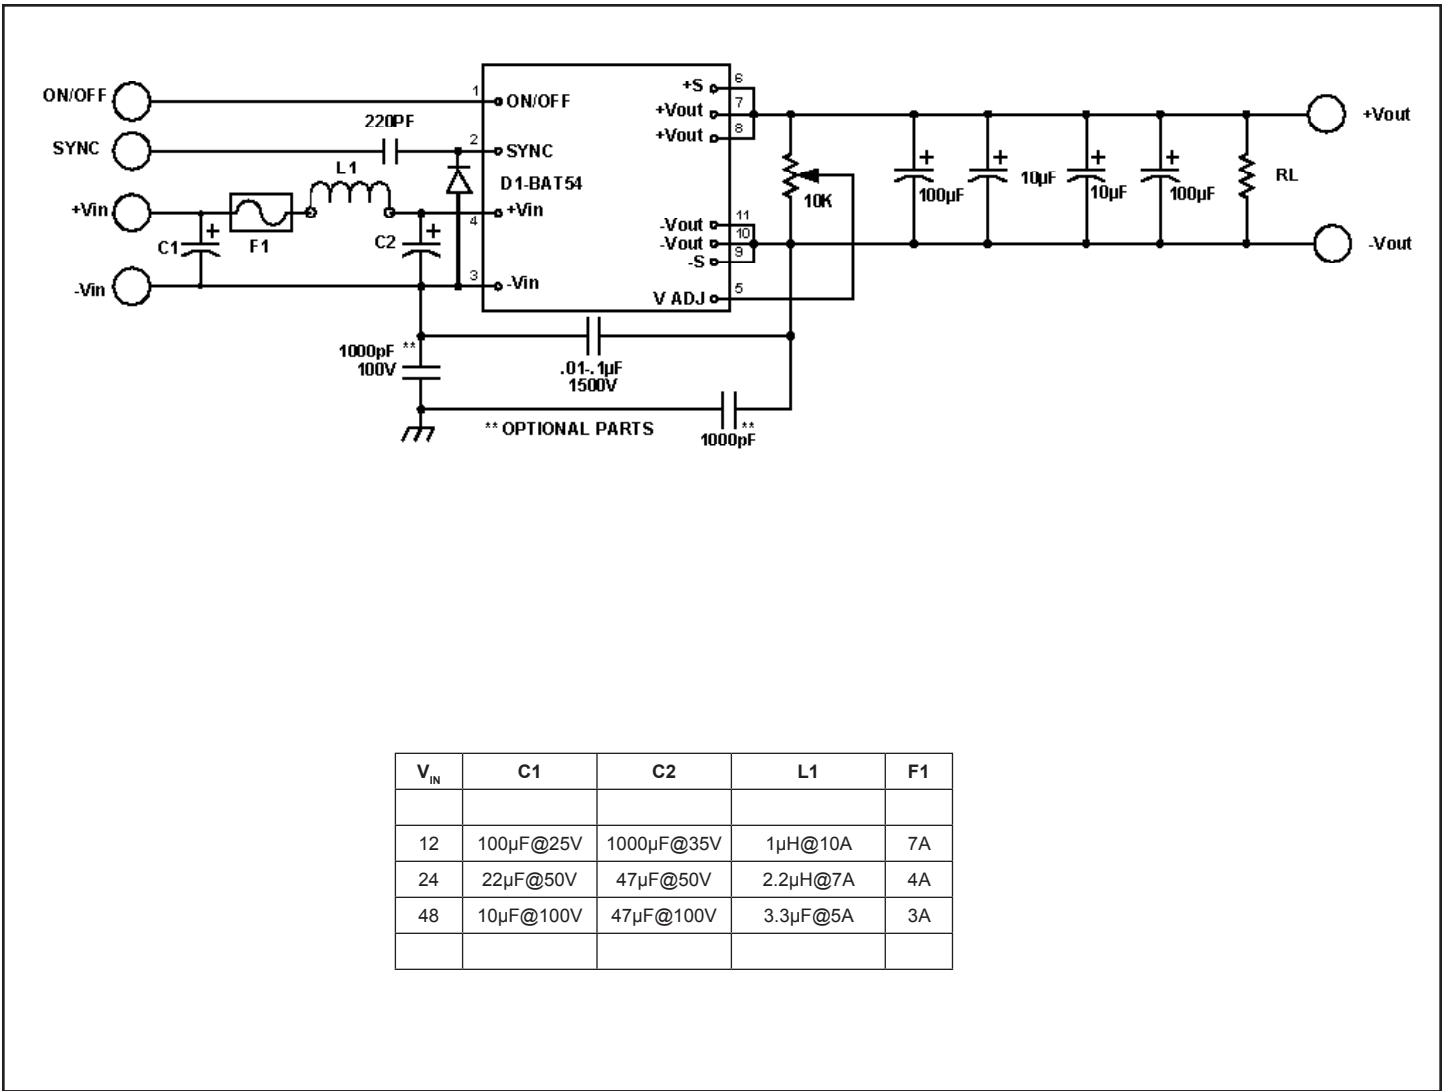 ON/OFF
1
ON/OFF
+S
6
+Vout
7
+Vout
8
+Vout
220PF
SYNC
2
SYNC
L1
D1-BAT54
+
100µF
+
10µF
+
10µF
+
100µF
RL
10K
+Vin
+
C1
F1
C2
+
4
+Vin
-Vout
11
-Vout
10
-S
9
-Vout
-Vin
3
-Vin
V ADJ
5
1000pF **
100V
.01-.1µF
1500V
** OPTIONAL PARTS
**
1000pF
VIN C1 C2 L1 F1
12 100µF@25V 1000µF@35V 1µH@10A 7A
24 22µF@50V 47µF@50V 2.2µH@7A 4A
48 10µF@100V 47µF@100V 3.3µF@5A 3A